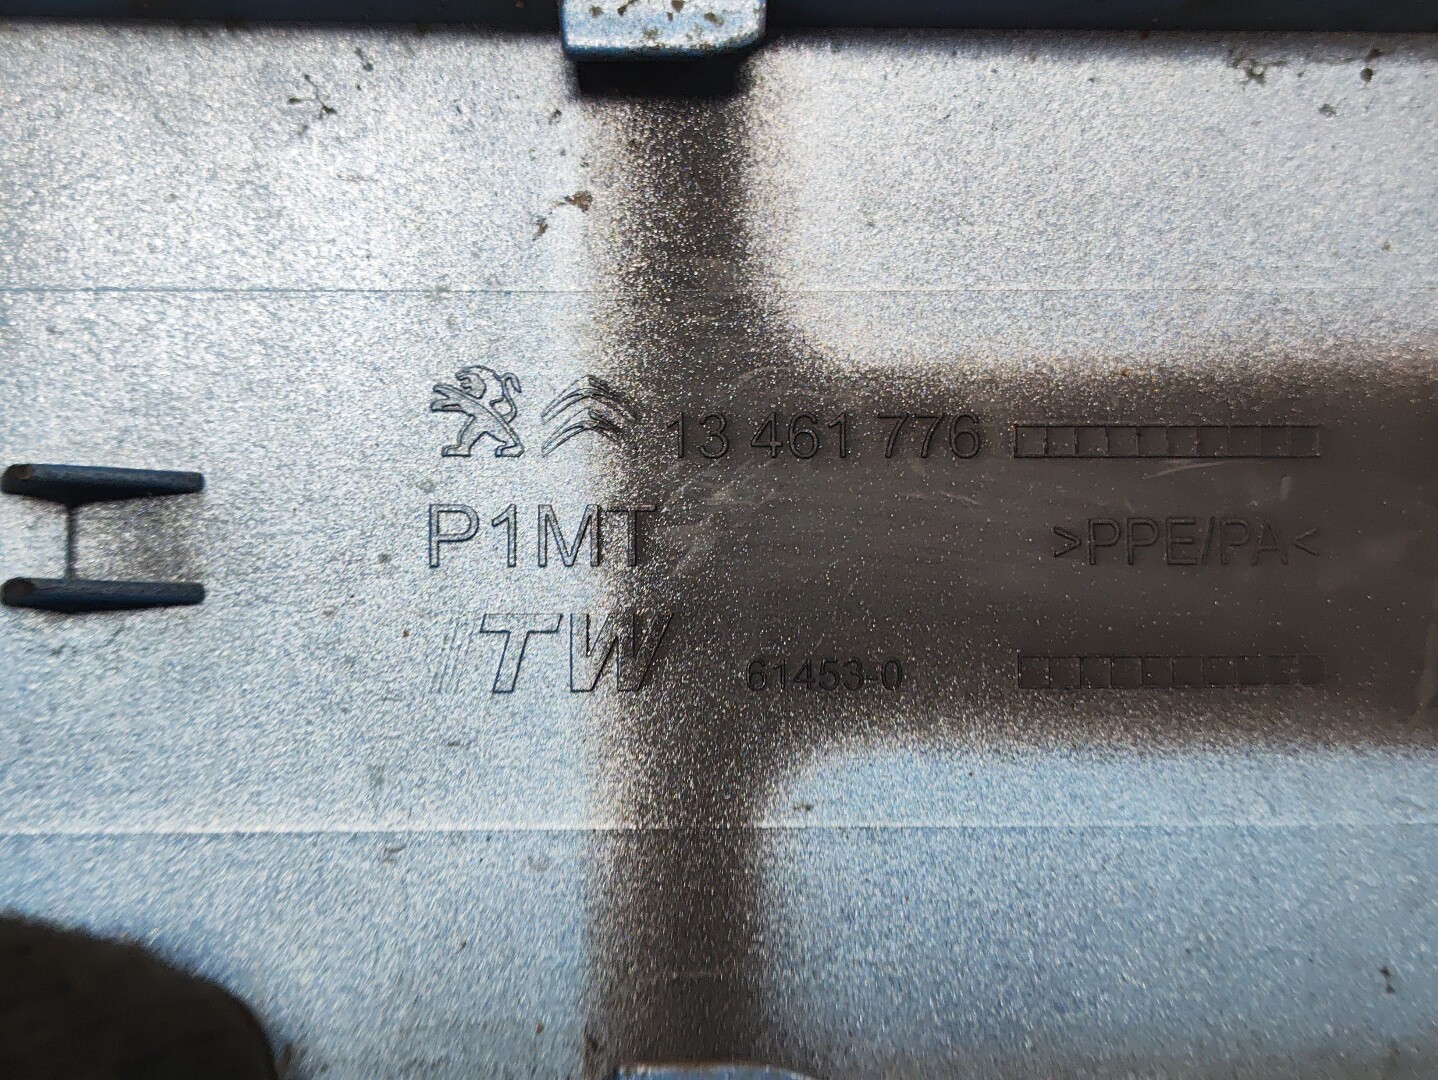 13 461 776
P1MT >PPE/PA<
ITW 61453-0